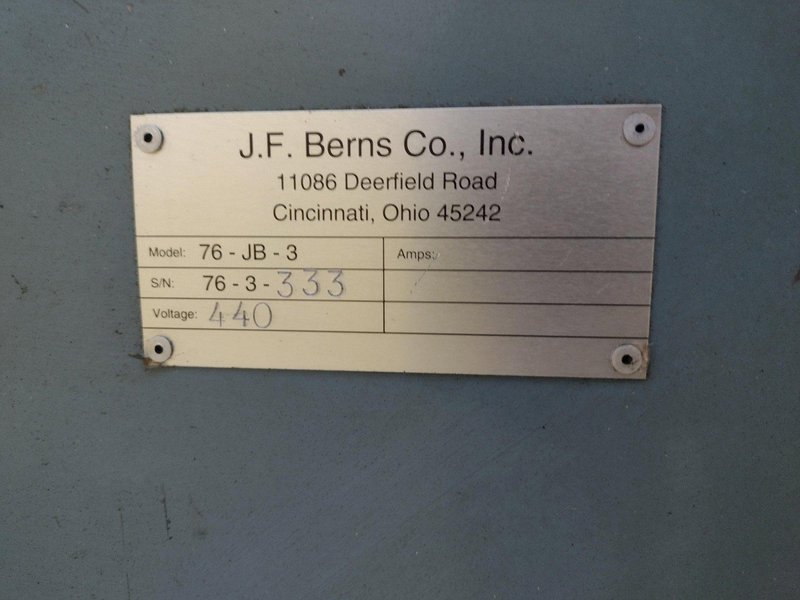 J.F. Berns Co., Inc.
11086 Deerfield Road
Cincinnati, Ohio 45242
Model: 76 - JB - 3 Amps:
S/N: 76 - 3 - 333
Voltage: 440